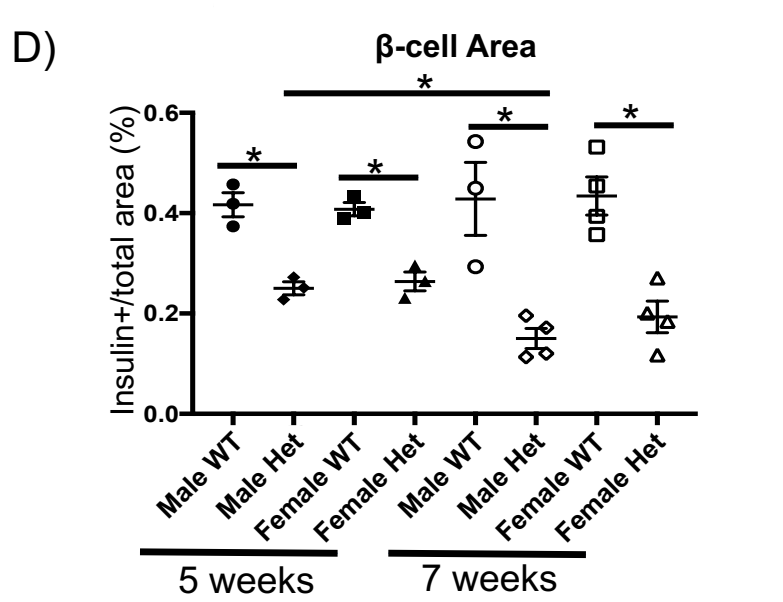 D)
β-cell Area
*
* * * *
Insulin+/total area (%)
0.6
0.4
0.2
0.0
Male WT
Male Het
Female WT
Female Het
Male WT
Male Het
Female WT
Female Het
5 weeks
7 weeks